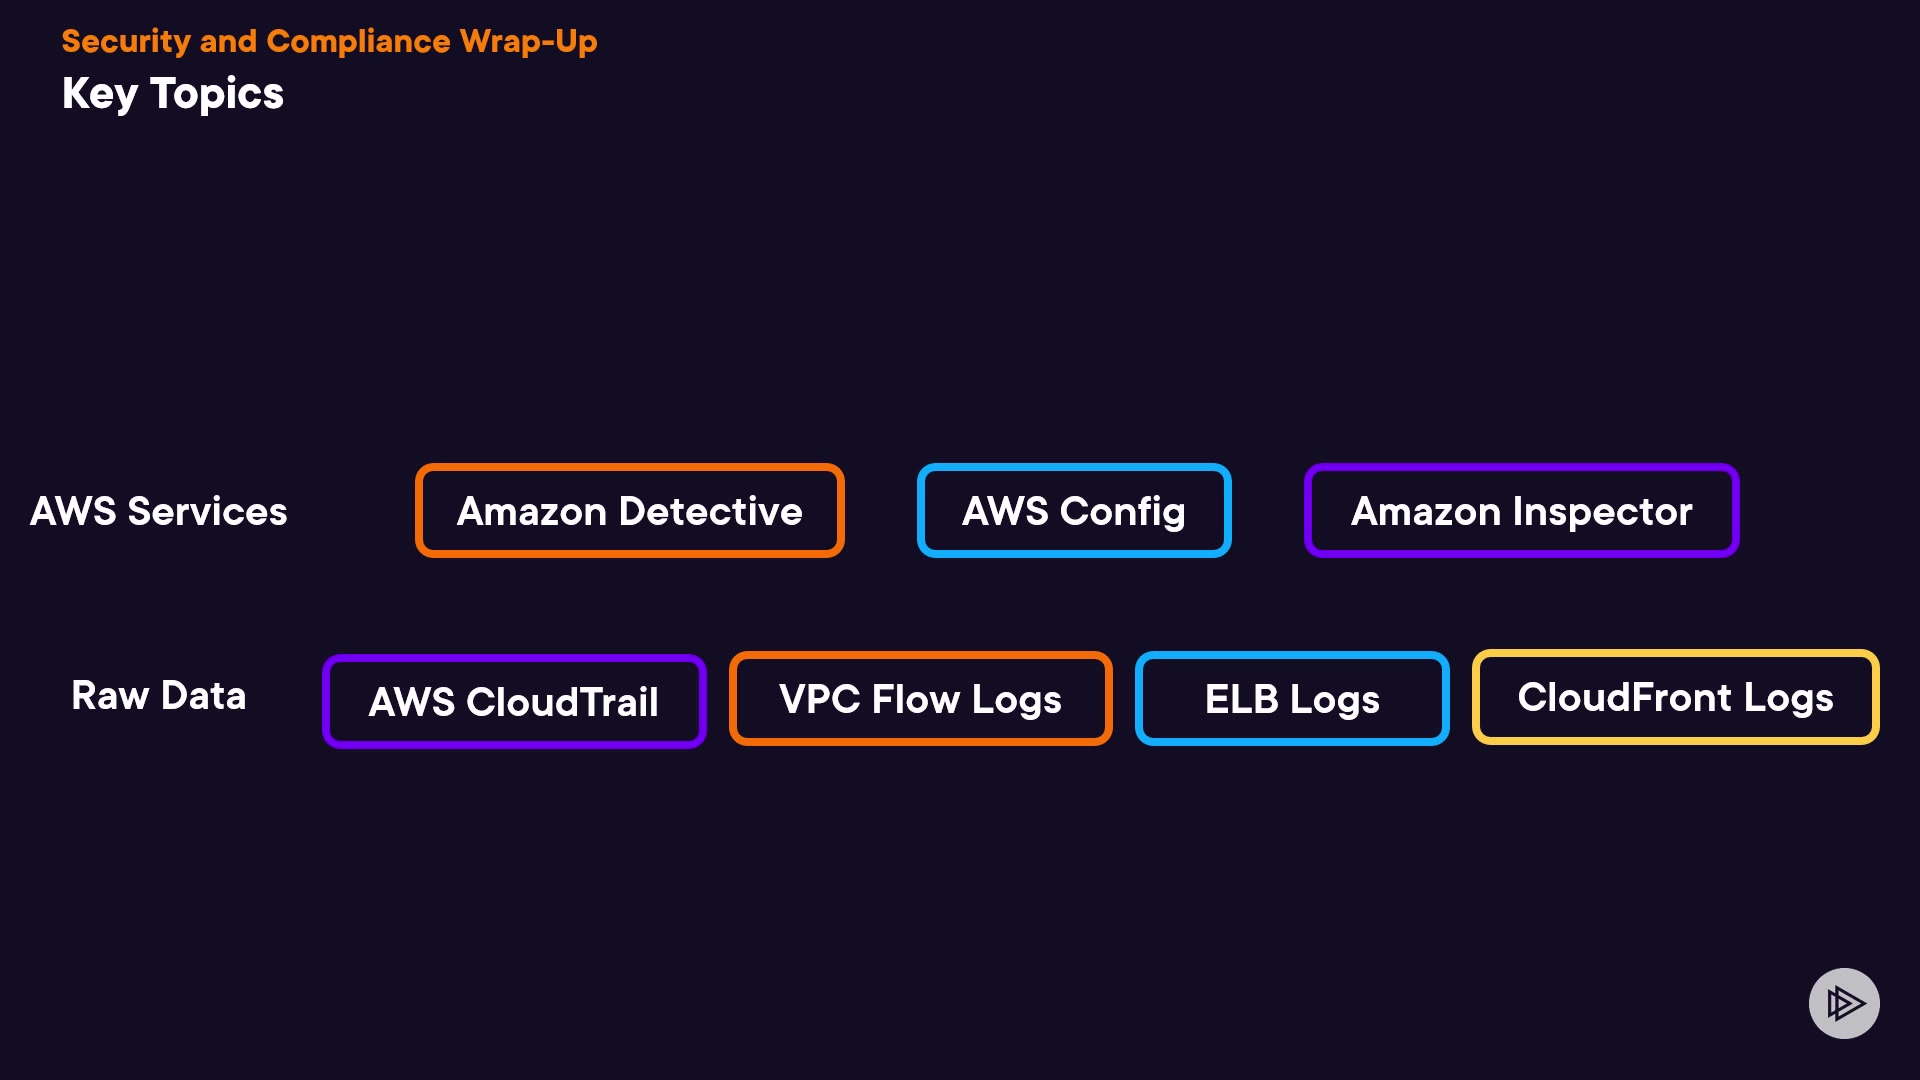 Security and Compliance Wrap-Up
Key Topics
AWS Services
Amazon Detective
AWS Config
Amazon Inspector
Raw Data
AWS CloudTrail
VPC Flow Logs
ELB Logs
CloudFront Logs